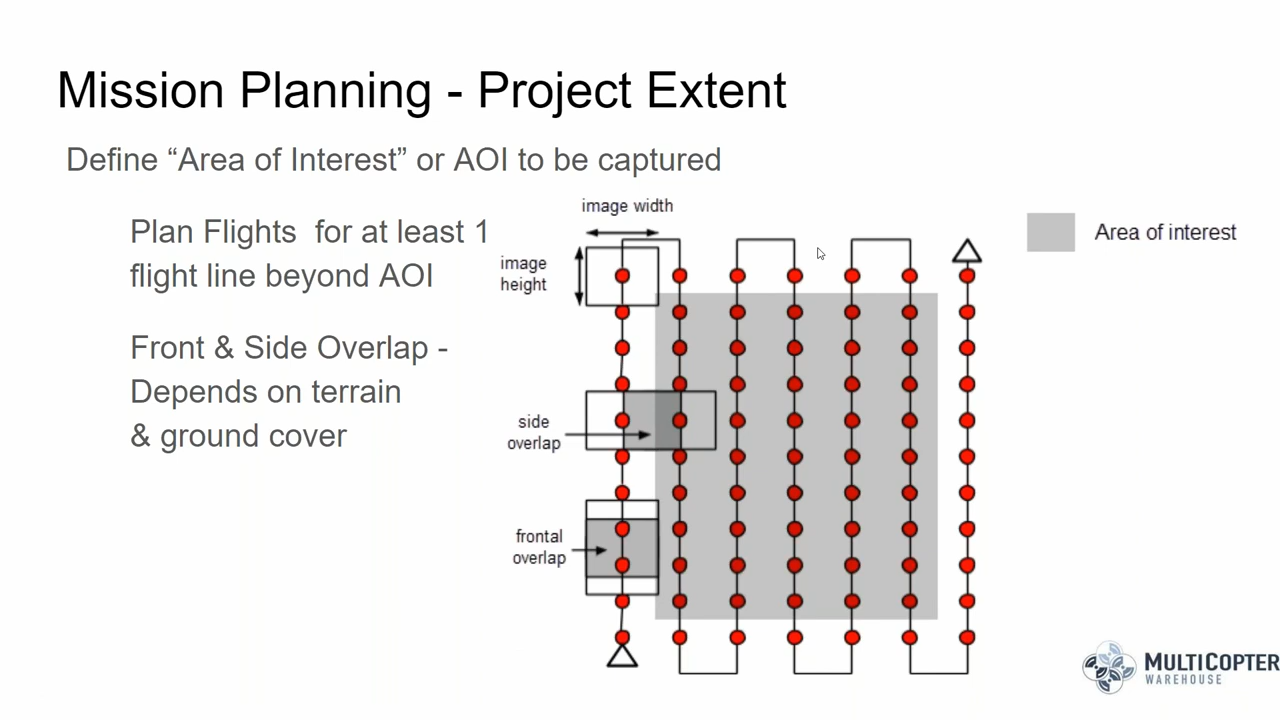 Mission Planning - Project Extent
Define “Area of Interest” or AOI to be captured
Plan Flights for at least 1
flight line beyond AOI
Front & Side Overlap -
Depends on terrain
& ground cover
image width
image
height
side
overlap
frontal
overlap
Area of interest
MULTICOPTER
WAREHOUSE